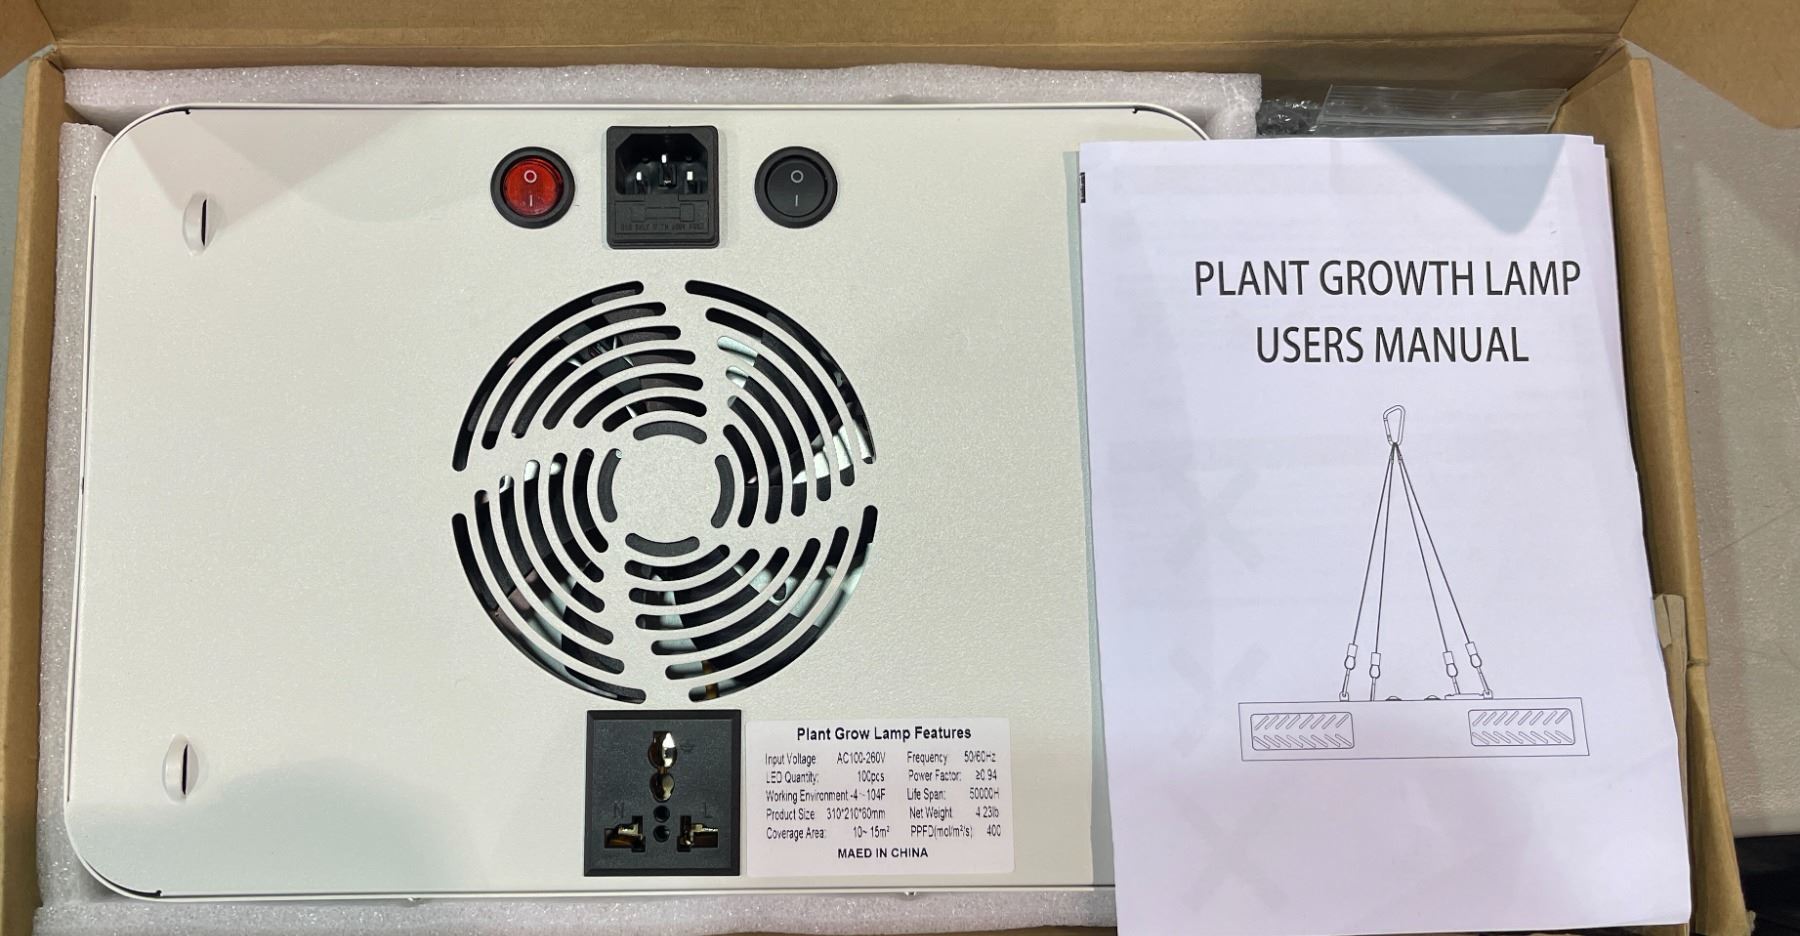 O
I
O
I
PLANT GROWTH LAMP
USERS MANUAL
N L
Plant Grow Lamp Features
Input Voltage AC100-260V Frequency 50/60Hz
LED Quantity: 100pcs Power Factor: ≥0.94
Working Environment -4~104F Life Span: 50000H
Product Size 310*210*60mm Net Weight 4.23lb
Coverage Area: 10~15m² PPFD(mol/m²/s) 400
MAED IN CHINA